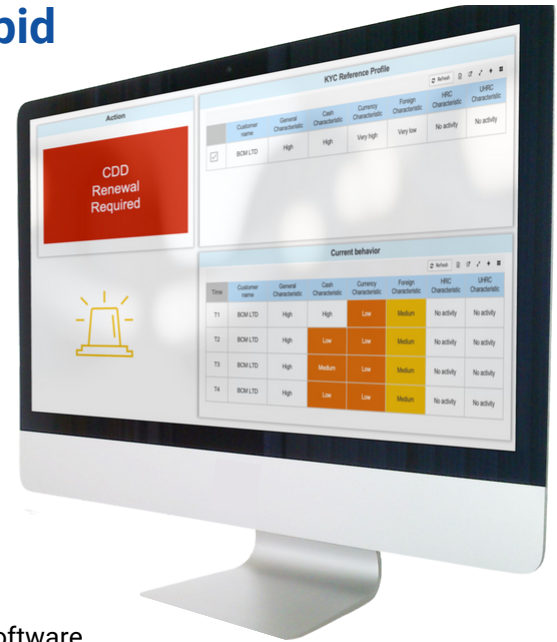 oid
Action
CDD
Renewal
Required
KYC Reference Profile
Refresh
Customer name General Characteristic Cash Characteristic Currency Characteristic Foreign Characteristic HRC Characteristic UHRC Characteristic
BCM LTD High High Very high Very low No activity No activity
Current behavior
Refresh
Time Customer name General Characteristic Cash Characteristic Currency Characteristic Foreign Characteristic HRC Characteristic UHRC Characteristic
T1 BCM LTD High High Low Medium No activity No activity
T2 BCM LTD High Low Low Medium No activity No activity
T3 BCM LTD High Medium Low Medium No activity No activity
T4 BCM LTD High Low Low Medium No activity No activity
oftware